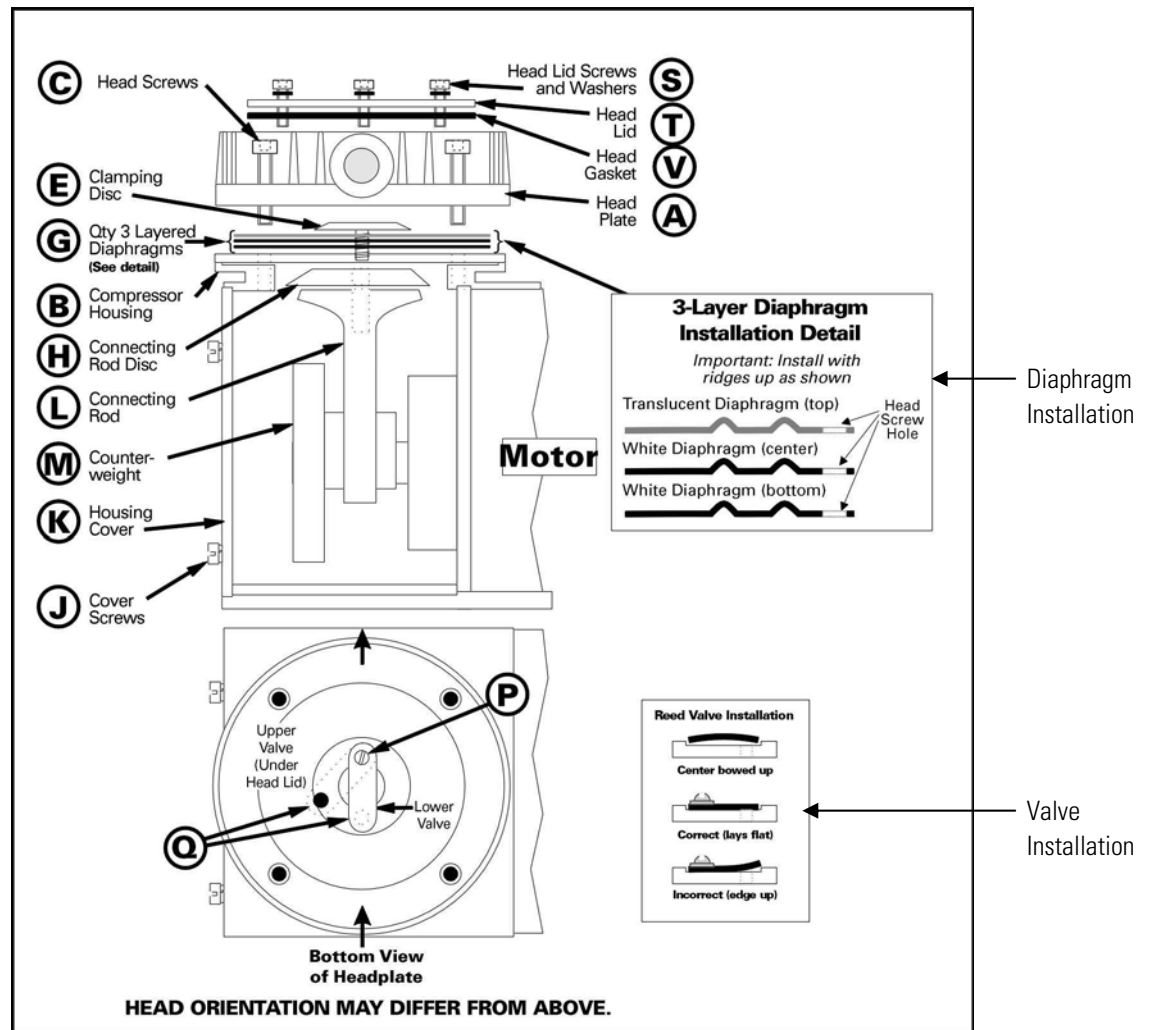 C Head Screws
E Clamping
Disc
G Qty 3 Layered
Diaphragms
(See detail)
B Compressor
Housing
H Connecting
Rod Disc
L Connecting
Rod
M Counter-
weight
K Housing
Cover
J Cover
Screws
Head Lid Screws
and Washers S
Head
Lid T
Head
Gasket V
Head
Plate A
Motor
3-Layer Diaphragm
Installation Detail
Important: Install with
ridges up as shown
Translucent Diaphragm (top)
White Diaphragm (center)
White Diaphragm (bottom)
Head
Screw
Hole
Diaphragm
Installation
P
Upper
Valve
(Under
Head Lid)
Lower
Valve
Q
Bottom View
of Headplate
Reed Valve Installation
Center bowed up
Correct (lays flat)
Incorrect (edge up)
Valve
Installation
HEAD ORIENTATION MAY DIFFER FROM ABOVE.